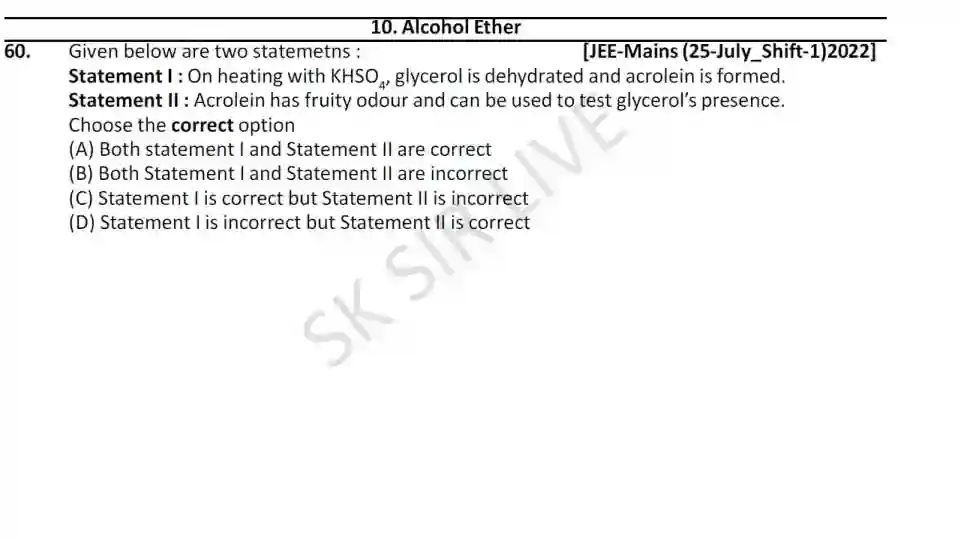 10. Alcohol Ether
60. Given below are two statemetns : [JEE-Mains (25-July_Shift-1)2022]
Statement I : On heating with KHSO₄, glycerol is dehydrated and acrolein is formed.
Statement II : Acrolein has fruity odour and can be used to test glycerol's presence.
Choose the correct option
(A) Both statement I and Statement II are correct
(B) Both Statement I and Statement II are incorrect
(C) Statement I is correct but Statement II is incorrect
(D) Statement I is incorrect but Statement II is correct
SK SIR LIVE